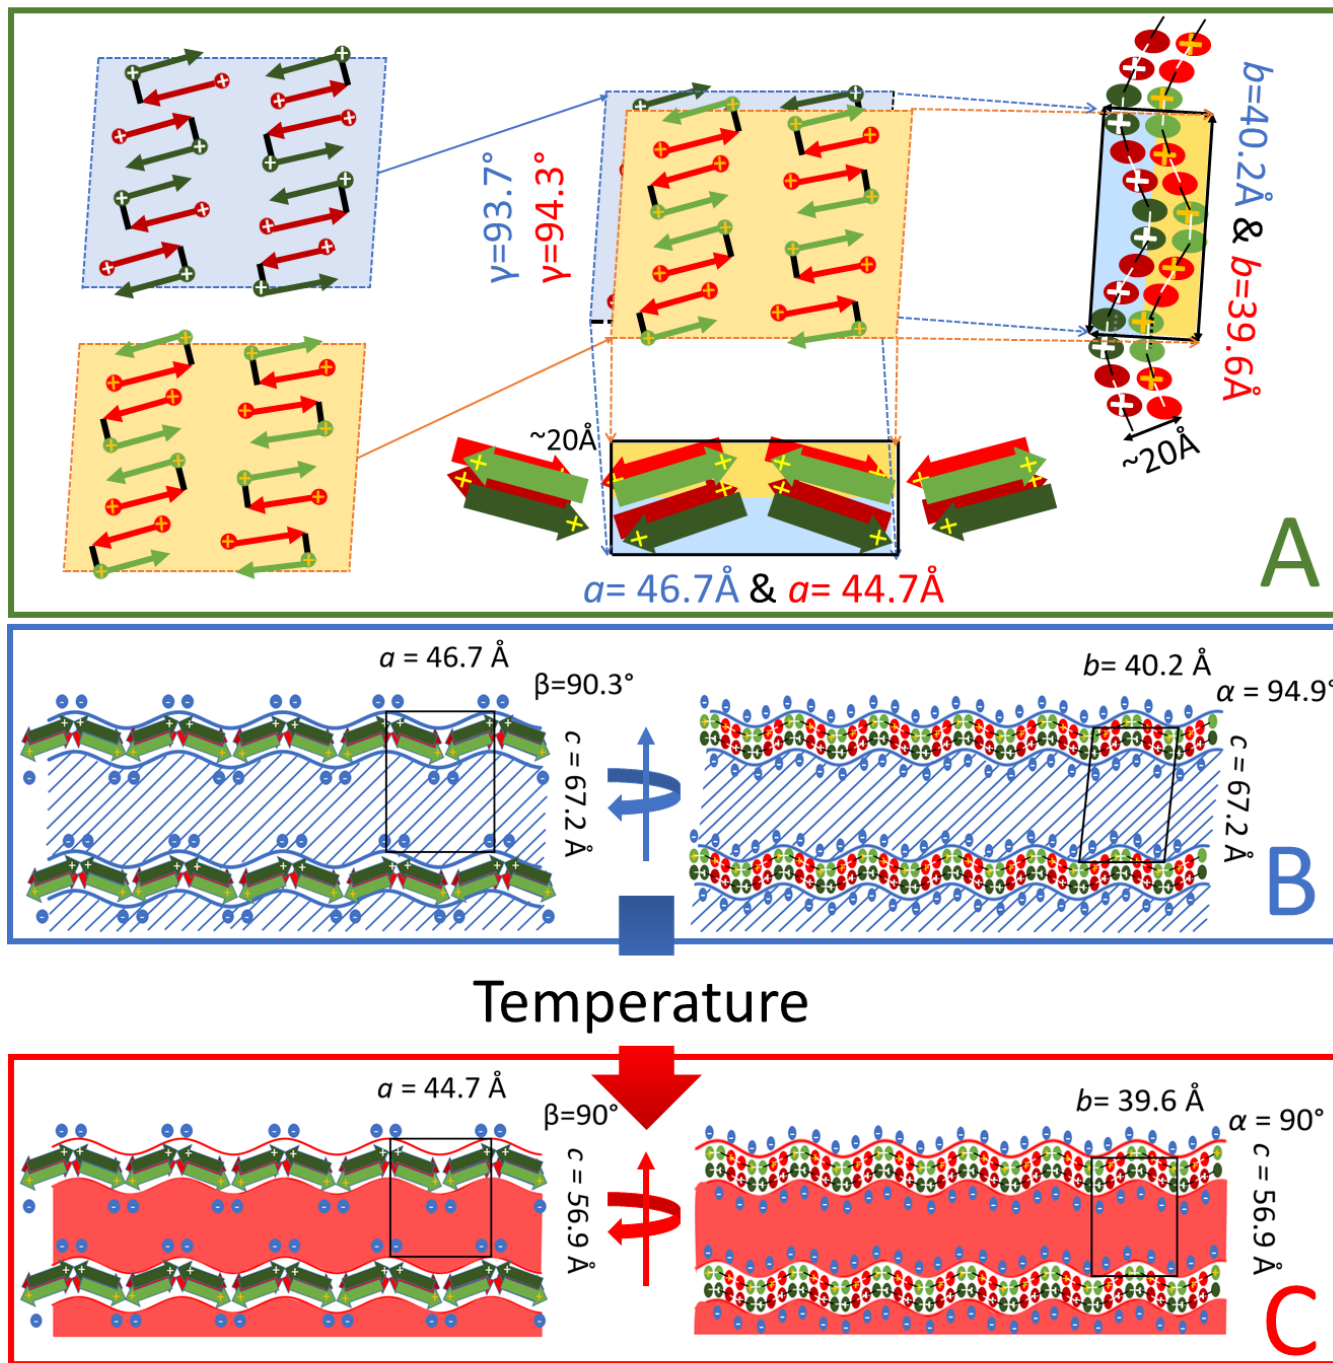 γ=93.7°
γ=94.3°
b=40.2Å & b=39.6Å
~20Å
~20Å
a= 46.7Å & a= 44.7Å
A
a = 46.7 Å
β=90.3°
c = 67.2 Å
b= 40.2 Å
α = 94.9°
c = 67.2 Å
B
Temperature
a = 44.7 Å
β=90°
c = 56.9 Å
b= 39.6 Å
α = 90°
c = 56.9 Å
C